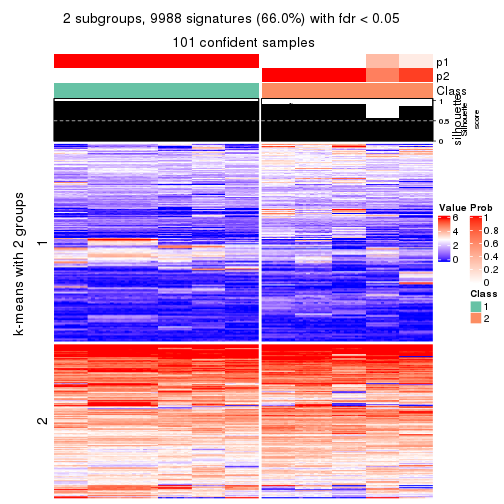 2 subgroups, 9988 signatures (66.0%) with fdr < 0.05
101 confident samples
p1
p2
Class
1
0.5
0
silhouette
Silhouette
score
k-means with 2 groups
1
2
Value
6
4
2
0
Prob
1
0.8
0.6
0.4
0.2
0
Class
1
2